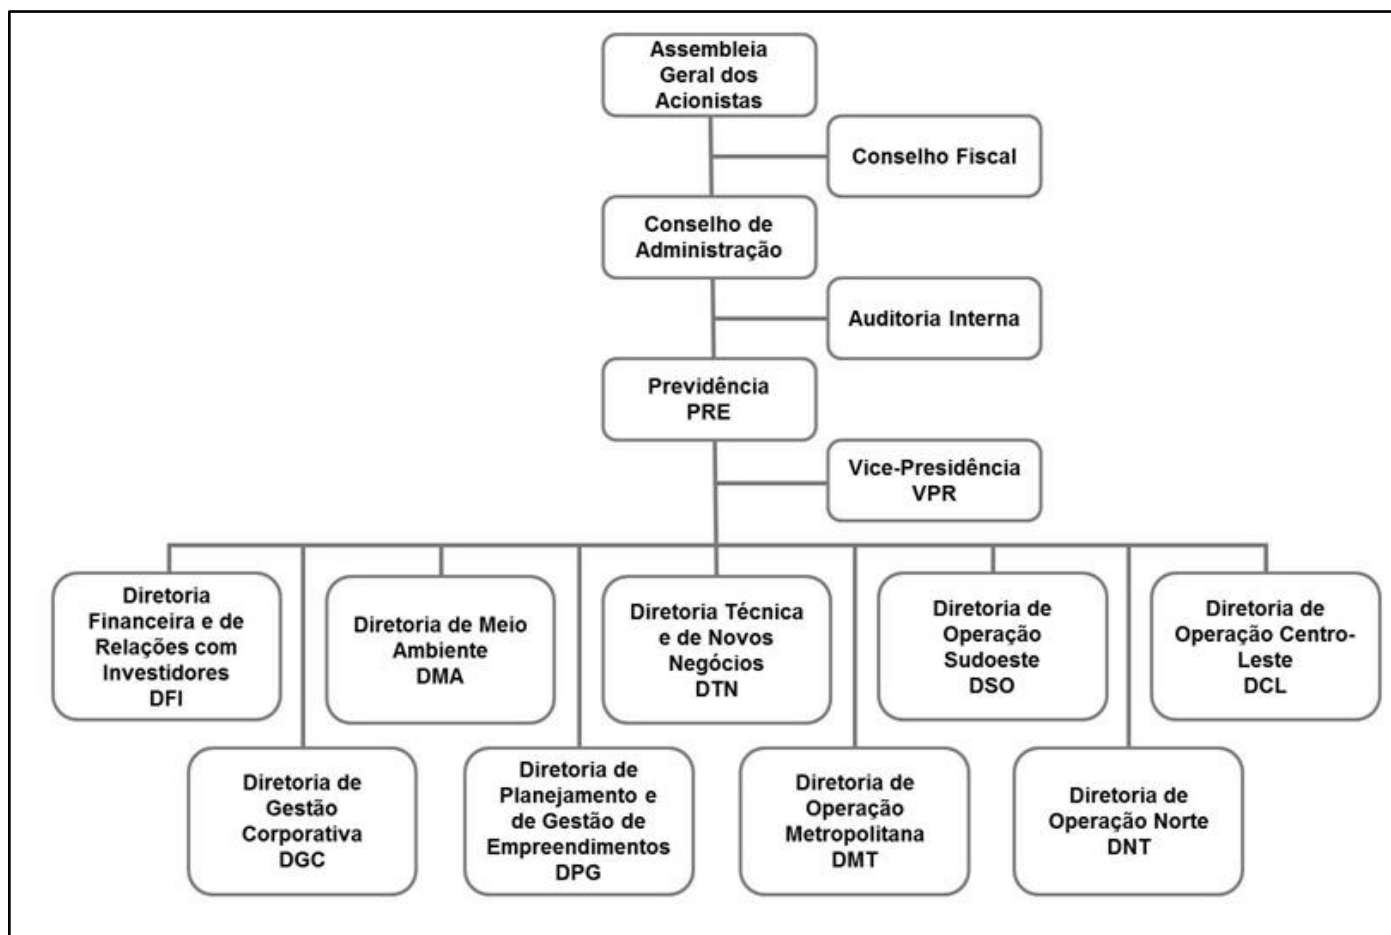 Assembleia
Geral dos
Acionistas
Conselho Fiscal
Conselho de
Administração
Auditoria Interna
Previdência
PRE
Vice-Presidência
VPR
Diretoria
Financeira e de
Relações com
Investidores
DFI
Diretoria de Meio
Ambiente
DMA
Diretoria Técnica
e de Novos
Negócios
DTN
Diretoria de
Operação
Sudoeste
DSO
Diretoria de
Operação Centro-
Leste
DCL
Diretoria de
Gestão
Corporativa
DGC
Diretoria de
Planejamento e
de Gestão de
Empreendimentos
DPG
Diretoria de
Operação
Metropolitana
DMT
Diretoria de
Operação Norte
DNT